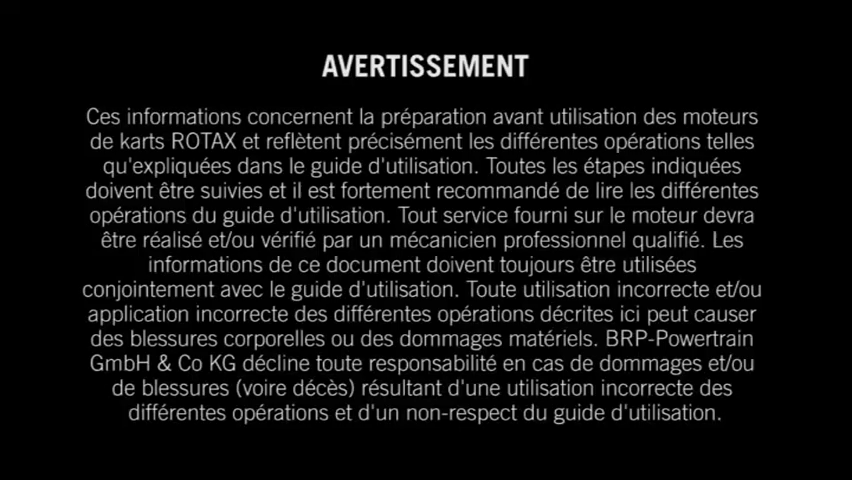 AVERTISSEMENT
Ces informations concernent la préparation avant utilisation des moteurs
de karts ROTAX et reflètent précisément les différentes opérations telles
qu'expliquées dans le guide d'utilisation. Toutes les étapes indiquées
doivent être suivies et il est fortement recommandé de lire les différentes
opérations du guide d'utilisation. Tout service fourni sur le moteur devra
être réalisé et/ou vérifié par un mécanicien professionnel qualifié. Les
informations de ce document doivent toujours être utilisées
conjointement avec le guide d'utilisation. Toute utilisation incorrecte et/ou
application incorrecte des différentes opérations décrites ici peut causer
des blessures corporelles ou des dommages matériels. BRP-Powertrain
GmbH & Co KG décline toute responsabilité en cas de dommages et/ou
de blessures (voire décès) résultant d'une utilisation incorrecte des
différentes opérations et d'un non-respect du guide d'utilisation.